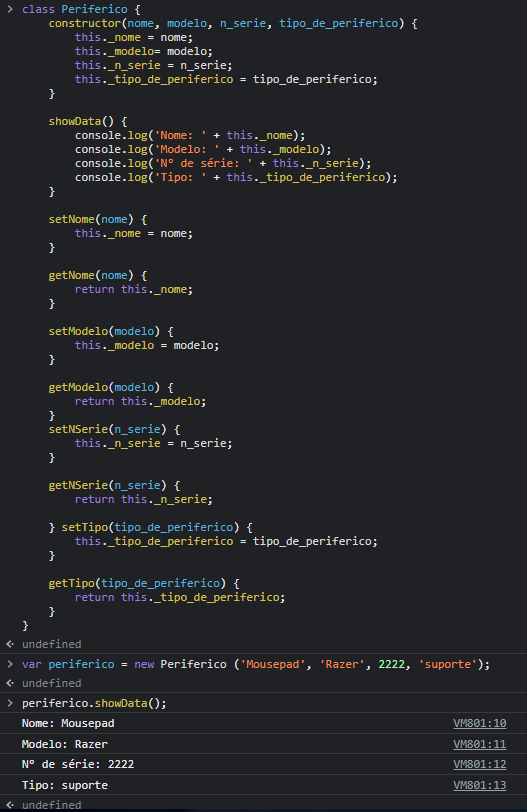 class Periferico {
    constructor(nome, modelo, n_serie, tipo_de_periferico) {
        this._nome = nome;
        this._modelo= modelo;
        this._n_serie = n_serie;
        this._tipo_de_periferico = tipo_de_periferico;
    }

    showData() {
        console.log('Nome: ' + this._nome);
        console.log('Modelo: ' + this._modelo);
        console.log('Nº de série: ' + this._n_serie);
        console.log('Tipo: ' + this._tipo_de_periferico);
    }

    setNome(nome) {
        this._nome = nome;
    }

    getNome(nome) {
        return this._nome;
    }

    setModelo(modelo) {
        this._modelo = modelo;
    }

    getModelo(modelo) {
        return this._modelo;
    }
    setNSerie(n_serie) {
        this._n_serie = n_serie;
    }

    getNSerie(n_serie) {
        return this._n_serie;

    } setTipo(tipo_de_periferico) {
        this._tipo_de_periferico = tipo_de_periferico;
    }

    getTipo(tipo_de_periferico) {
        return this._tipo_de_periferico;
    }
}
undefined
var periferico = new Periferico ('Mousepad', 'Razer', 2222, 'suporte');
undefined
periferico.showData();
Nome: Mousepad VM801:10
Modelo: Razer VM801:11
Nº de série: 2222 VM801:12
Tipo: suporte VM801:13
undefined